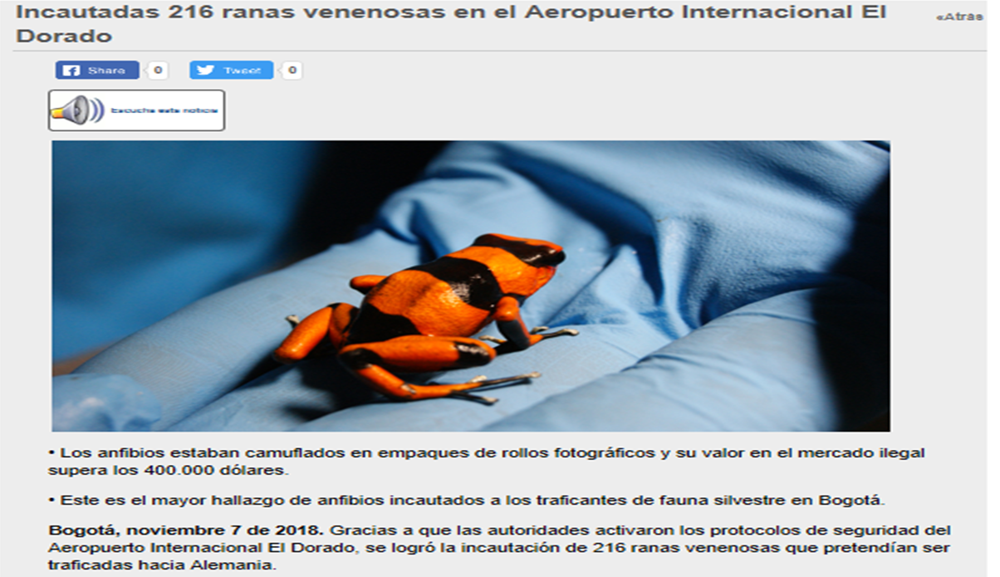 Incautadas 216 ranas venenosas en el Aeropuerto Internacional El
Dorado
«Atrás
Share 0 Tweet 0
Escucha esta noticia
• Los anfibios estaban camuflados en empaques de rollos fotográficos y su valor en el mercado ilegal
supera los 400.000 dólares.
• Este es el mayor hallazgo de anfibios incautados a los traficantes de fauna silvestre en Bogotá.
Bogotá, noviembre 7 de 2018. Gracias a que las autoridades activaron los protocolos de seguridad del
Aeropuerto Internacional El Dorado, se logró la incautación de 216 ranas venenosas que pretendían ser
traficadas hacia Alemania.